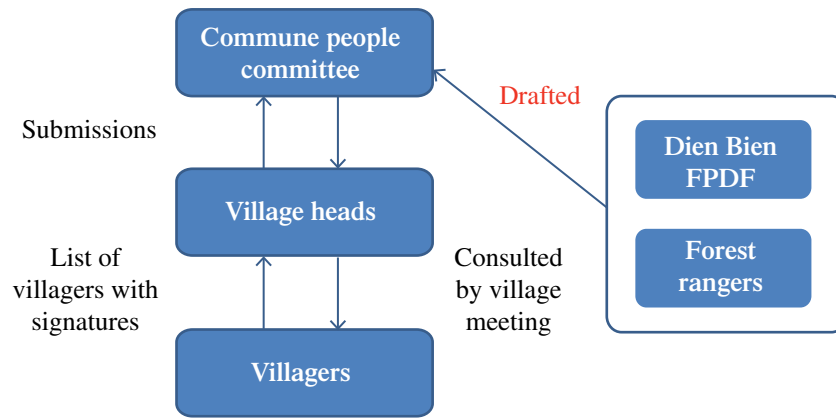 Commune people
committee
Drafted
Submissions
Dien Bien
FPDF
Village heads
Forest
rangers
List of
villagers with
signatures
Consulted
by village
meeting
Villagers